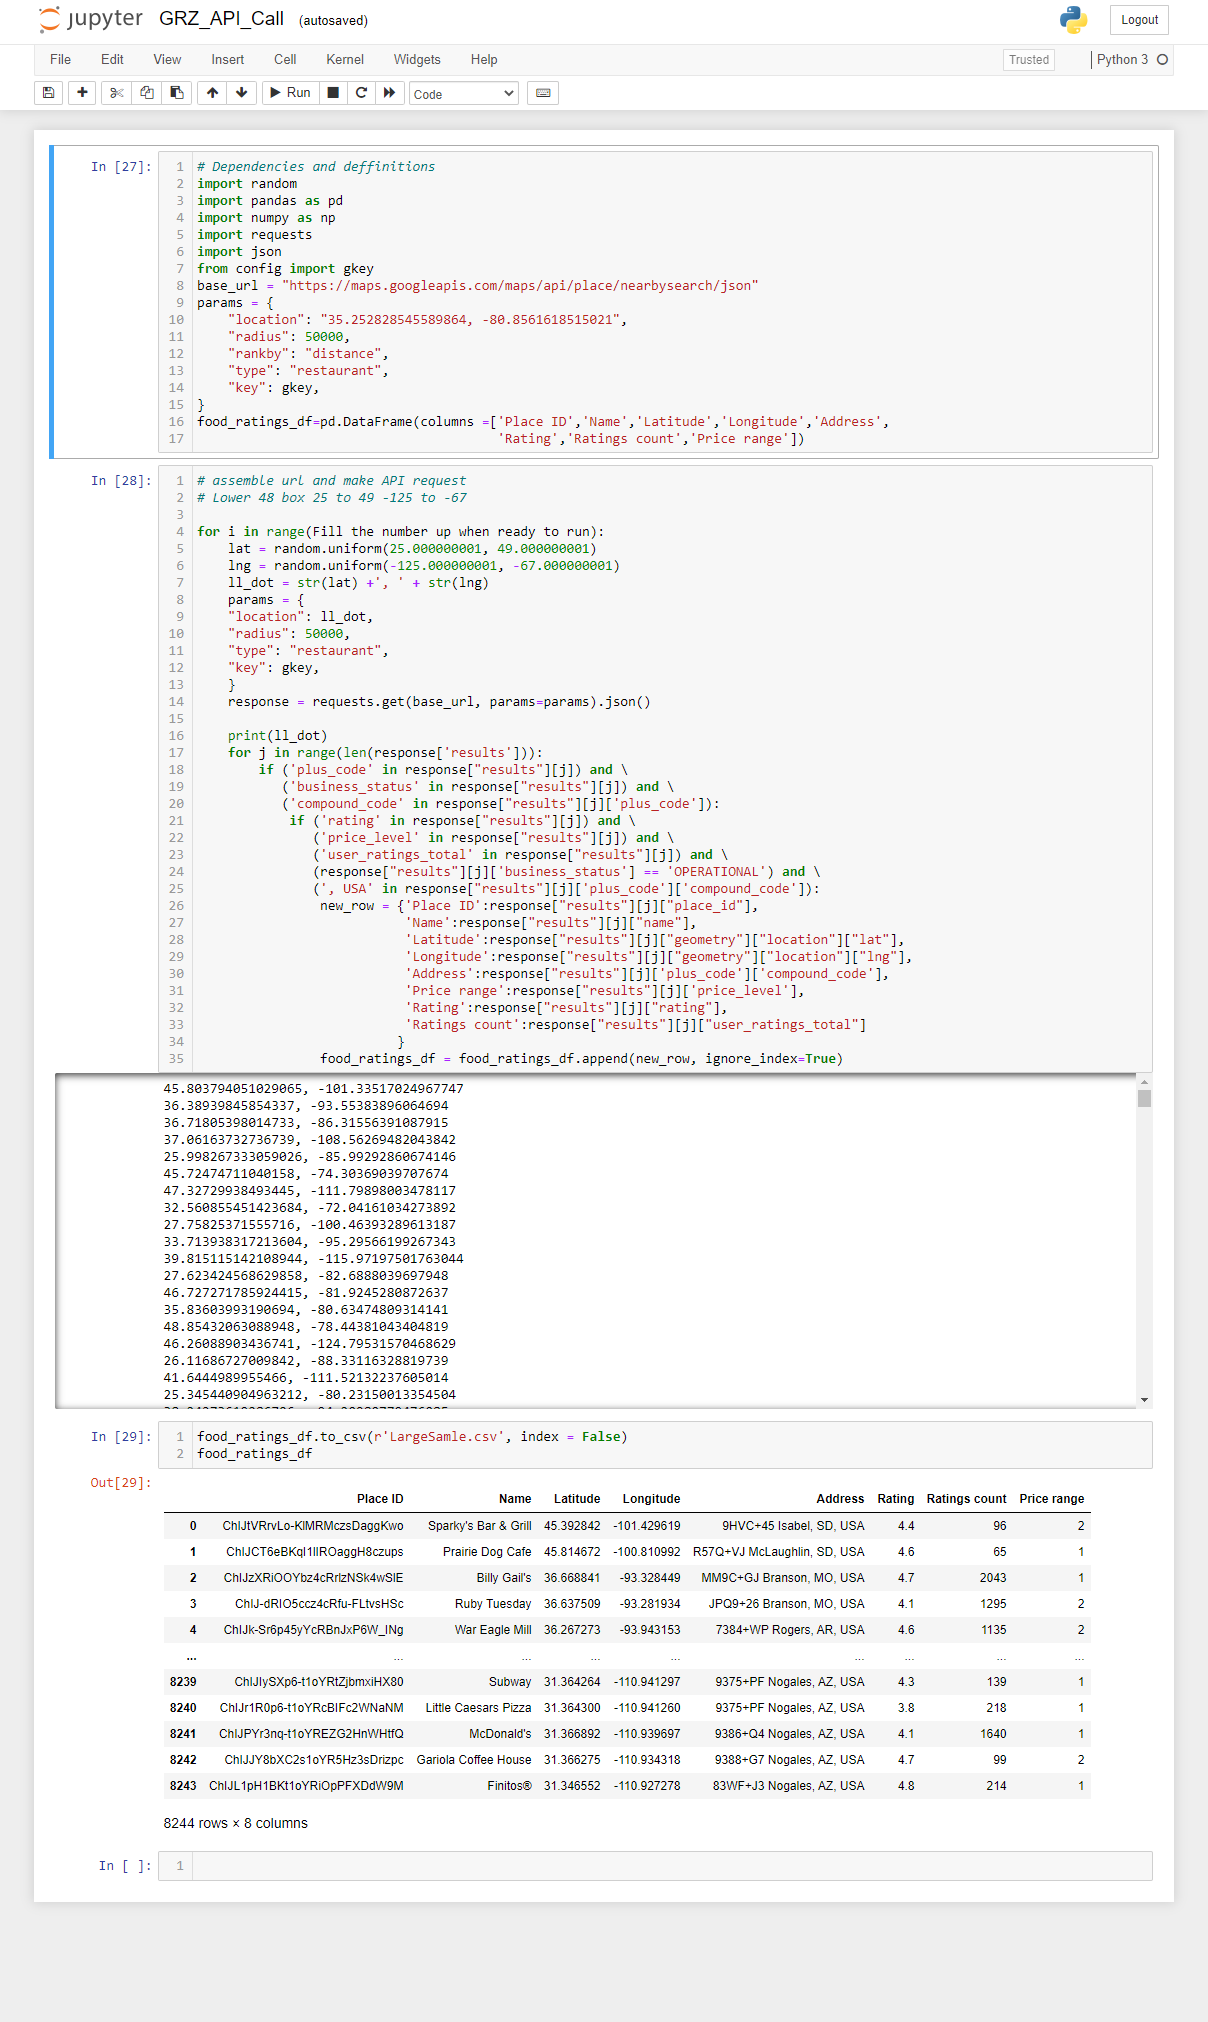 jupyter GRZ_API_Call (autosaved)
Logout
File Edit View Insert Cell Kernel Widgets Help
Trusted
Python 3
Run
Code
In [27]:
1 # Dependencies and deffinitions
2 import random
3 import pandas as pd
4 import numpy as np
5 import requests
6 import json
7 from config import gkey
8 base_url = "https://maps.googleapis.com/maps/api/place/nearbysearch/json"
9 params = {
10     "location": "35.252828545589864, -80.8561618515021",
11     "radius": 50000,
12     "rankby": "distance",
13     "type": "restaurant",
14     "key": gkey,
15 }
16 food_ratings_df=pd.DataFrame(columns =['Place ID','Name','Latitude','Longitude','Address',
17                                        'Rating','Ratings count','Price range'])
In [28]:
1 # assemble url and make API request
2 # Lower 48 box 25 to 49 -125 to -67
3
4 for i in range(Fill the number up when ready to run):
5     lat = random.uniform(25.000000001, 49.000000001)
6     lng = random.uniform(-125.000000001, -67.000000001)
7     ll_dot = str(lat) +', ' + str(lng)
8     params = {
9     "location": ll_dot,
10     "radius": 50000,
11     "type": "restaurant",
12     "key": gkey,
13     }
14     response = requests.get(base_url, params=params).json()
15
16     print(ll_dot)
17     for j in range(len(response['results'])):
18         if ('plus_code' in response["results"][j]) and \
19            ('business_status' in response["results"][j]) and \
20            ('compound_code' in response["results"][j]['plus_code']):
21             if ('rating' in response["results"][j]) and \
22                ('price_level' in response["results"][j]) and \
23                ('user_ratings_total' in response["results"][j]) and \
24                (response["results"][j]['business_status'] == 'OPERATIONAL') and \
25                (', USA' in response["results"][j]['plus_code']['compound_code']):
26                 new_row = {'Place ID':response["results"][j]["place_id"],
27                            'Name':response["results"][j]["name"],
28                            'Latitude':response["results"][j]["geometry"]["location"]["lat"],
29                            'Longitude':response["results"][j]["geometry"]["location"]["lng"],
30                            'Address':response["results"][j]['plus_code']['compound_code'],
31                            'Price range':response["results"][j]['price_level'],
32                            'Rating':response["results"][j]["rating"],
33                            'Ratings count':response["results"][j]["user_ratings_total"]
34                           }
35                 food_ratings_df = food_ratings_df.append(new_row, ignore_index=True)
45.803794051029065, -101.33517024967747
36.38939845854337, -93.55383896064694
36.71805398014733, -86.31556391087915
37.06163732736739, -108.56269482043842
25.998267333059026, -85.99292860674146
45.72474711040158, -74.30369039707674
47.32729938493445, -111.79898003478117
32.560855451423684, -72.04161034273892
27.75825371555716, -100.46393289613187
33.713938317213604, -95.29566199267343
39.815115142108944, -115.97197501763044
27.623424568629858, -82.6888039697948
46.727271785924415, -81.9245280872637
35.83603993190694, -80.63474809314141
48.85432063088948, -78.44381043404819
46.26088903436741, -124.79531570468629
26.11686727009842, -88.33116328819739
41.6444989955466, -111.52132237605014
25.345440904963212, -80.23150013354504
In [29]:
1 food_ratings_df.to_csv(r'LargeSamle.csv', index = False)
2 food_ratings_df
Out[29]:
Place ID Name Latitude Longitude Address Rating Ratings count Price range
0 ChIJtVRrvLo-KIMRMczsDaggKwo Sparky's Bar & Grill 45.392842 -101.429619 9HVC+45 Isabel, SD, USA 4.4 96 2
1 ChIJCT6eBKql1IIROaggH8czups Prairie Dog Cafe 45.814672 -100.810992 R57Q+VJ McLaughlin, SD, USA 4.6 65 1
2 ChIJzXRiOOYbz4cRrIzNSk4wSIE Billy Gail's 36.668841 -93.328449 MM9C+GJ Branson, MO, USA 4.7 2043 1
3 ChIJ-dRIO5ccz4cRfu-FLtvsHSc Ruby Tuesday 36.637509 -93.281934 JPQ9+26 Branson, MO, USA 4.1 1295 2
4 ChIJk-Sr6p45yYcRBnJxP6W_INg War Eagle Mill 36.267273 -93.943153 7384+WP Rogers, AR, USA 4.6 1135 2
... ... ... ... ... ... ... ... ...
8239 ChIJIySXp6-t1oYRtZjbmxiHX80 Subway 31.364264 -110.941297 9375+PF Nogales, AZ, USA 4.3 139 1
8240 ChIJr1R0p6-t1oYRcBIFc2WNaNM Little Caesars Pizza 31.364300 -110.941260 9375+PF Nogales, AZ, USA 3.8 218 1
8241 ChIJPYr3nq-t1oYREZG2HnWHtfQ McDonald's 31.366892 -110.939697 9386+Q4 Nogales, AZ, USA 4.1 1640 1
8242 ChIJJY8bXC2s1oYR5Hz3sDrizpc Gariola Coffee House 31.366275 -110.934318 9388+G7 Nogales, AZ, USA 4.7 99 2
8243 ChIJL1pH1BKt1oYRiOpPFXDdW9M Finitos® 31.346552 -110.927278 83WF+J3 Nogales, AZ, USA 4.8 214 1
8244 rows × 8 columns
In [ ]:
1